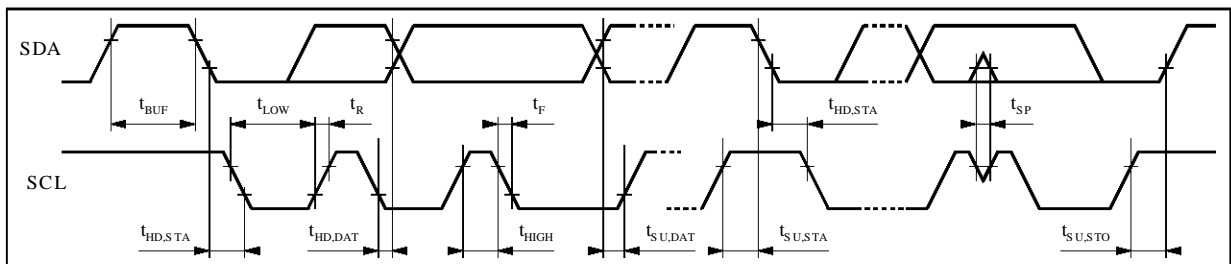 SDA
tBUF tLOW tR tF tHD,STA tSP
SCL
tHD,STA tHD,DAT tHIGH tSU,DAT tSU,STA tSU,STO